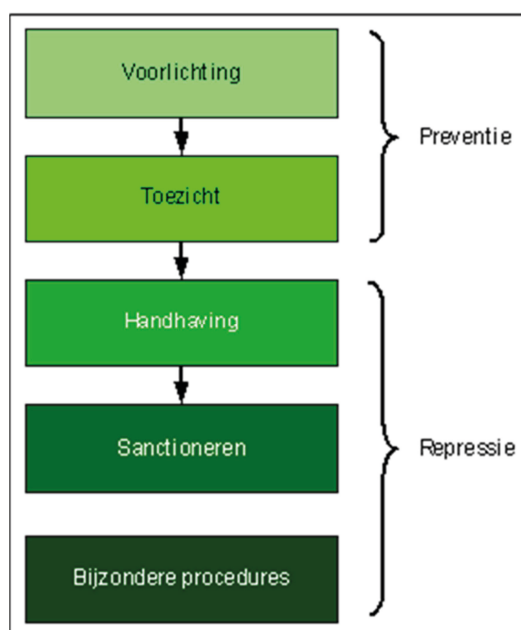 Voorlichting
Preventie
Toezicht
Handhaving
Sanctioneren
Repressie
Bijzondere procedures